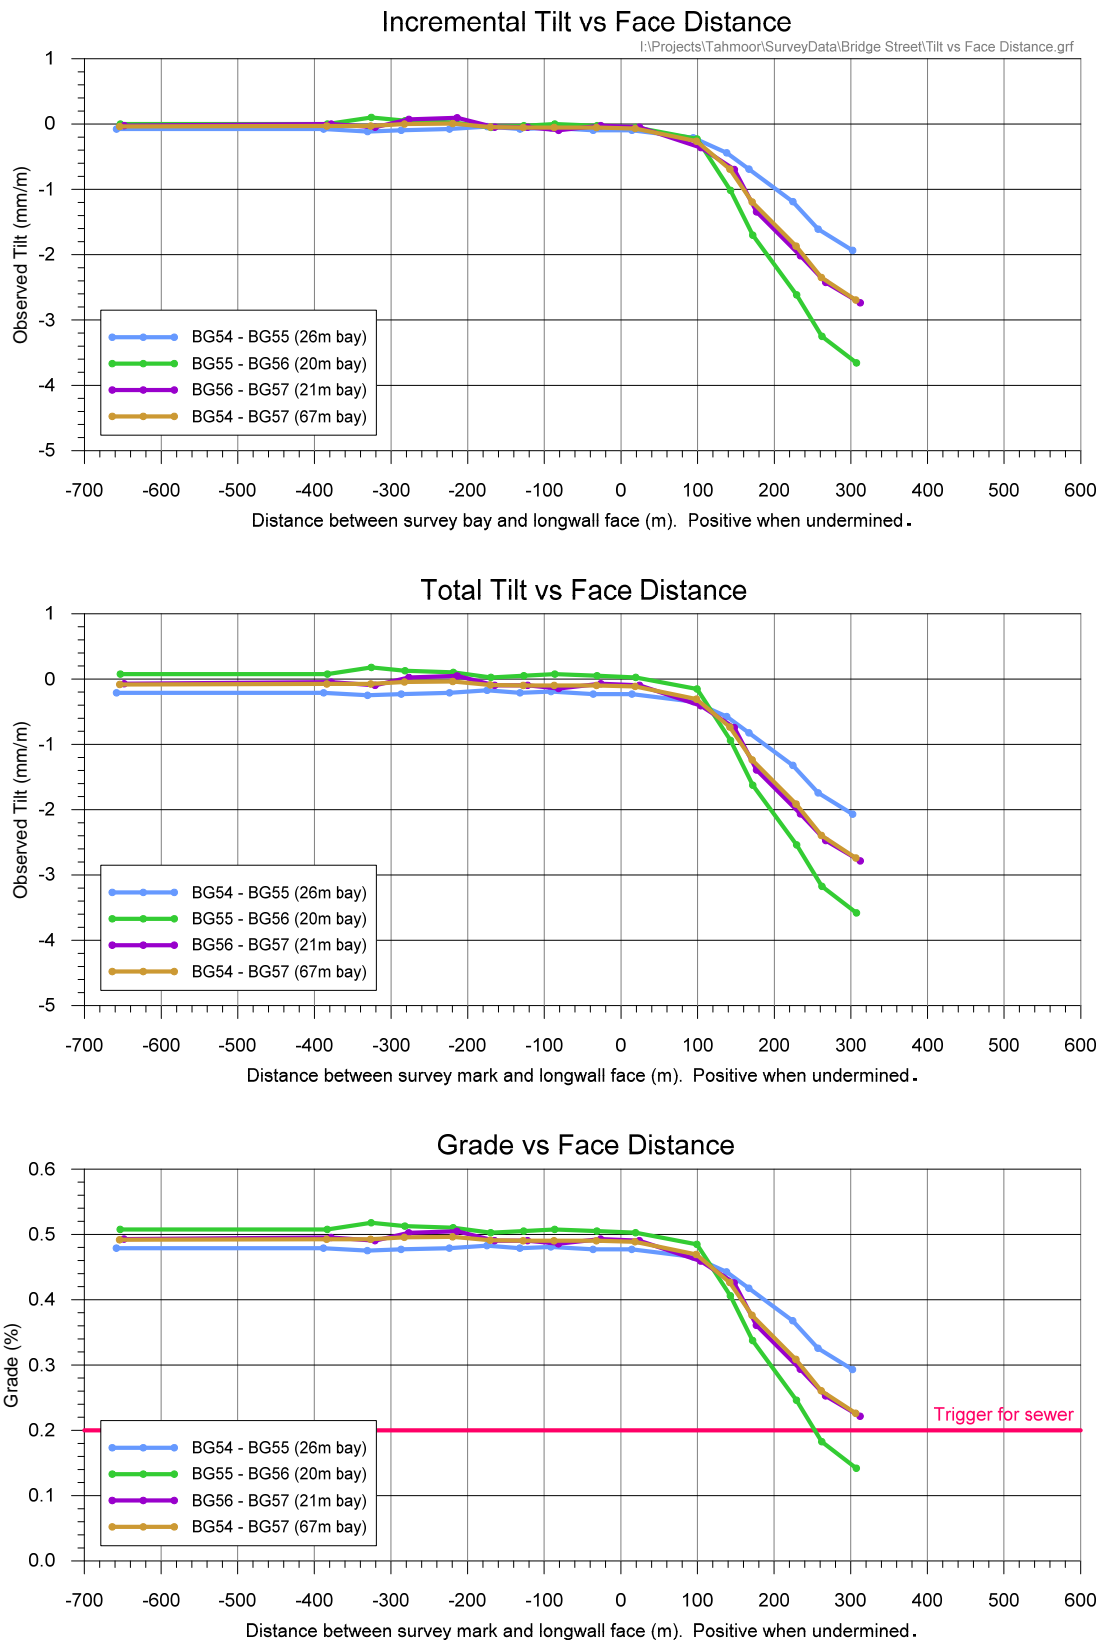 Incremental Tilt vs Face Distance
I:\Projects\Tahmoor\SurveyData\Bridge Street\Tilt vs Face Distance.grf
1
0
-1
-2
-3
-4
-5
Observed Tilt (mm/m)
BG54 - BG55 (26m bay)
BG55 - BG56 (20m bay)
BG56 - BG57 (21m bay)
BG54 - BG57 (67m bay)
-700 -600 -500 -400 -300 -200 -100 0 100 200 300 400 500 600
Distance between survey bay and longwall face (m).  Positive when undermined.
Total Tilt vs Face Distance
1
0
-1
-2
-3
-4
-5
Observed Tilt (mm/m)
BG54 - BG55 (26m bay)
BG55 - BG56 (20m bay)
BG56 - BG57 (21m bay)
BG54 - BG57 (67m bay)
-700 -600 -500 -400 -300 -200 -100 0 100 200 300 400 500 600
Distance between survey mark and longwall face (m).  Positive when undermined.
Grade vs Face Distance
0.6
0.5
0.4
0.3
0.2
0.1
0.0
Grade (%)
Trigger for sewer
BG54 - BG55 (26m bay)
BG55 - BG56 (20m bay)
BG56 - BG57 (21m bay)
BG54 - BG57 (67m bay)
-700 -600 -500 -400 -300 -200 -100 0 100 200 300 400 500 600
Distance between survey mark and longwall face (m).  Positive when undermined.